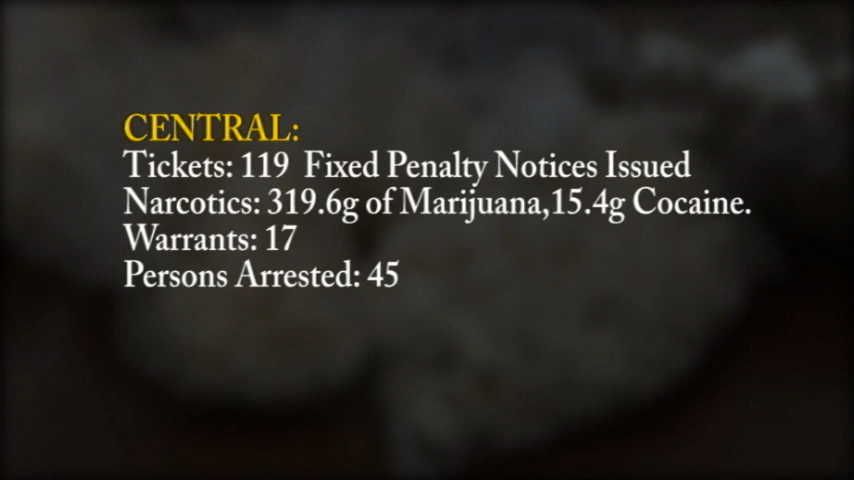 CENTRAL:
Tickets: 119  Fixed Penalty Notices Issued
Narcotics: 319.6g of Marijuana,15.4g Cocaine.
Warrants: 17
Persons Arrested: 45